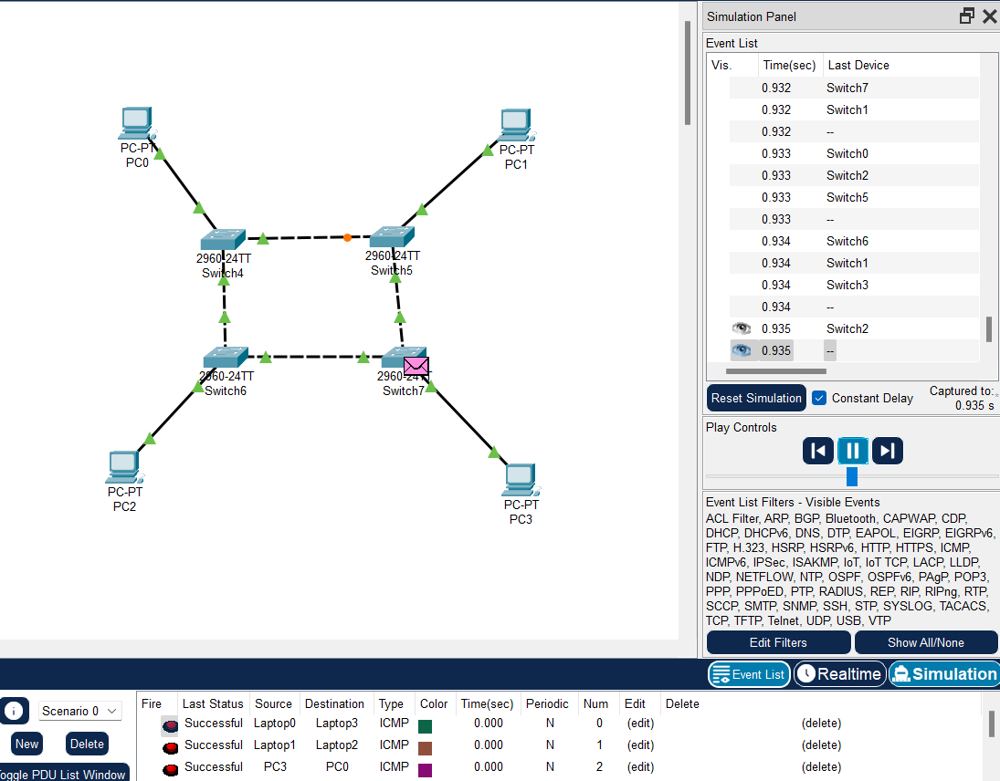 Simulation Panel
Event List
Vis. Time(sec) Last Device
0.932 Switch7
0.932 Switch1
0.932 --
0.933 Switch0
0.933 Switch2
0.933 Switch5
0.933 --
0.934 Switch6
0.934 Switch1
0.934 Switch3
0.934 --
0.935 Switch2
0.935 --
Reset Simulation Constant Delay Captured to:
0.935 s
Play Controls
Event List Filters - Visible Events
ACL Filter, ARP, BGP, Bluetooth, CAPWAP, CDP,
DHCP, DHCPv6, DNS, DTP, EAPOL, EIGRP, EIGRPv6,
FTP, H.323, HSRP, HSRPv6, HTTP, HTTPS, ICMP,
ICMPv6, IPSec, ISAKMP, IoT, IoT TCP, LACP, LLDP,
NDP, NETFLOW, NTP, OSPF, OSPFv6, PAgP, POP3,
PPP, PPPoED, PTP, RADIUS, REP, RIP, RIPng, RTP,
SCCP, SMTP, SNMP, SSH, STP, SYSLOG, TACACS,
TCP, TFTP, Telnet, UDP, USB, VTP
Edit Filters Show All/None
Event List Realtime Simulation
PC-PT
PC0
PC-PT
PC1
2960-24TT
Switch4
2960-24TT
Switch5
2960-24TT
Switch6
2960-24TT
Switch7
PC-PT
PC2
PC-PT
PC3
Scenario 0
New Delete
oggle PDU List Window
Fire Last Status Source Destination Type Color Time(sec) Periodic Num Edit Delete
Successful Laptop0 Laptop3 ICMP 0.000 N 0 (edit) (delete)
Successful Laptop1 Laptop2 ICMP 0.000 N 1 (edit) (delete)
Successful PC3 PC0 ICMP 0.000 N 2 (edit) (delete)